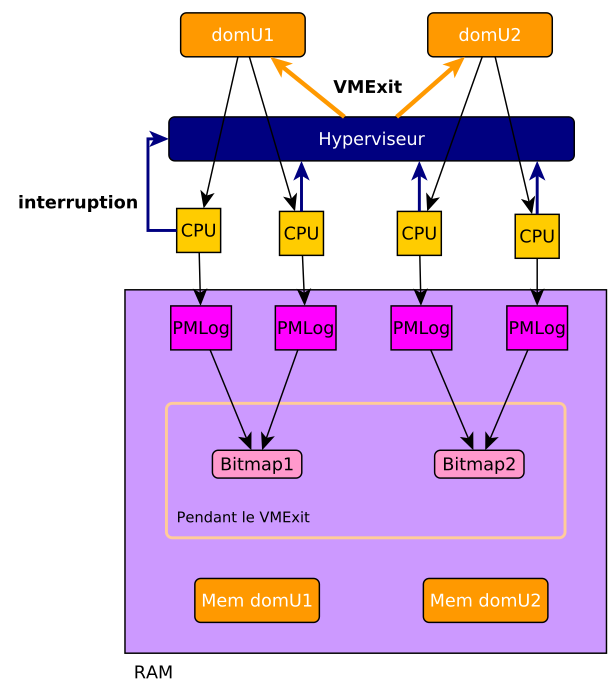 domU1
domU2
VMExit
Hyperviseur
interruption
CPU
CPU
CPU
CPU
PMLog
PMLog
PMLog
PMLog
Bitmap1
Bitmap2
Pendant le VMExit
Mem domU1
Mem domU2
RAM